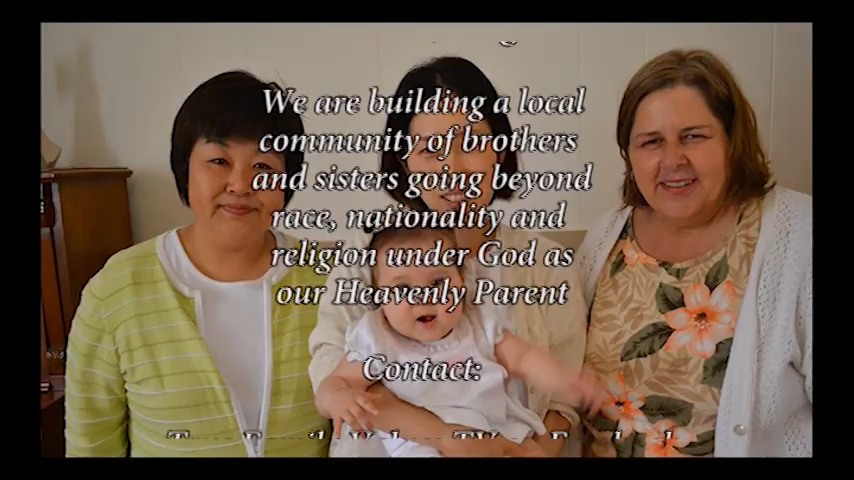 We are building a local
community of brothers
and sisters going beyond
race, nationality and
religion under God as
our Heavenly Parent
Contact: